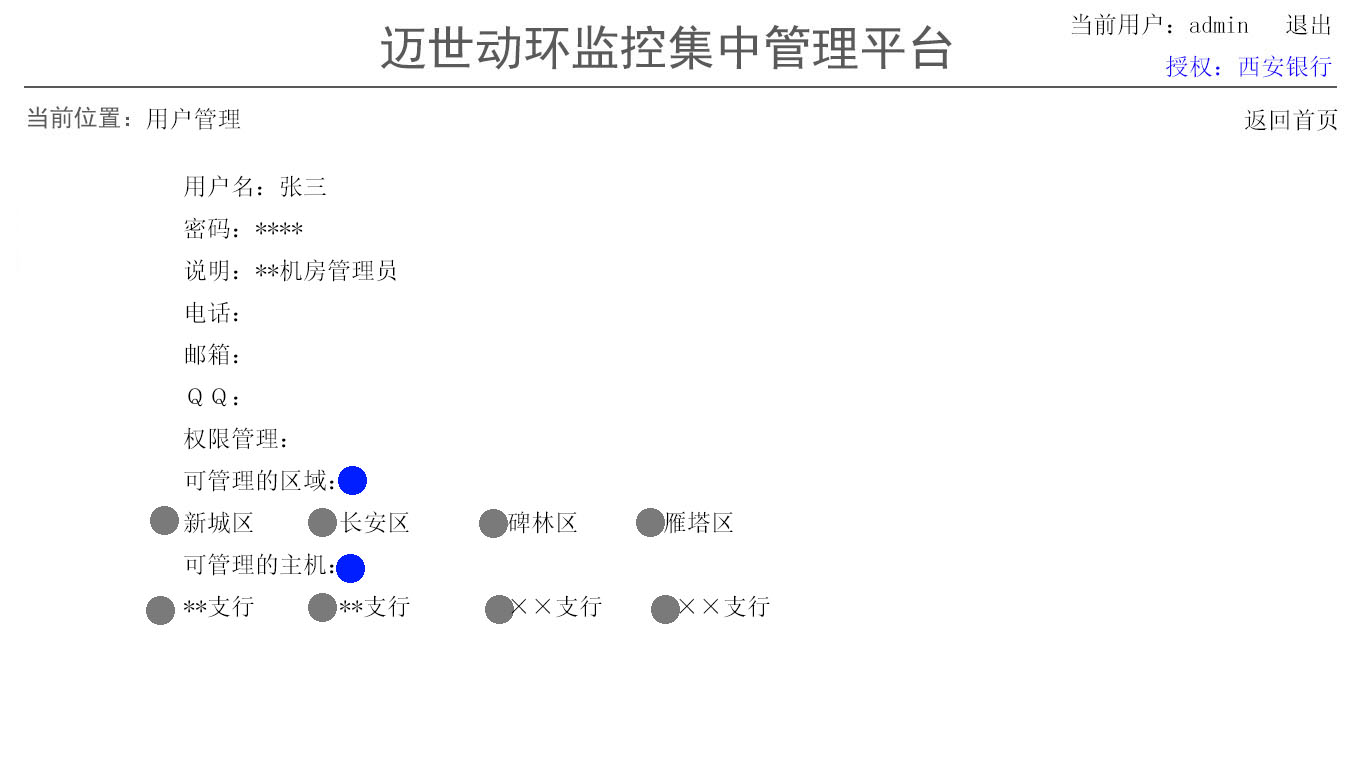 迈世动环监控集中管理平台
当前用户：admin 退出
授权：西安银行
当前位置：用户管理 返回首页
用户名：张三
密码：****
说明：**机房管理员
电话：
邮箱：
ＱＱ：
权限管理：
可管理的区域：
新城区 长安区 碑林区 雁塔区
可管理的主机：
**支行 **支行 ××支行 ××支行